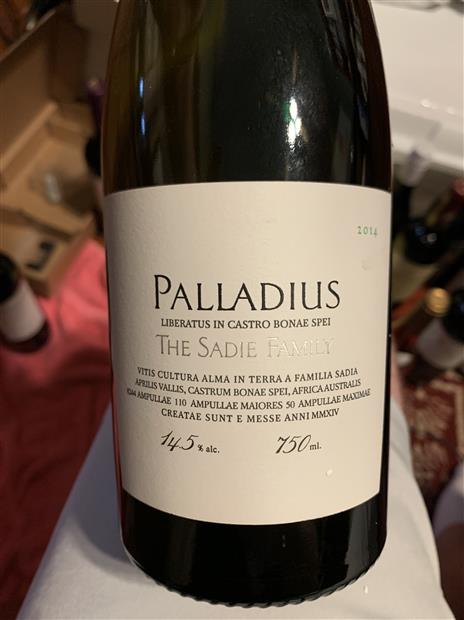 2014
PALLADIUS
LIBERATUS IN CASTRO BONAE SPEI
THE SADIE FAMILY
VITIS CULTURA ALMA IN TERRA A FAMILIA SADIA
APRILIS VALLIS, CASTRUM BONAE SPEI, AFRICA AUSTRALIS
AMPULLAE 110 AMPULLAE MAIORES 50 AMPULLAE MAXIMAE
CREATAE SUNT E MESSE ANNI MMXIV
14.5 % alc. 750 ml.